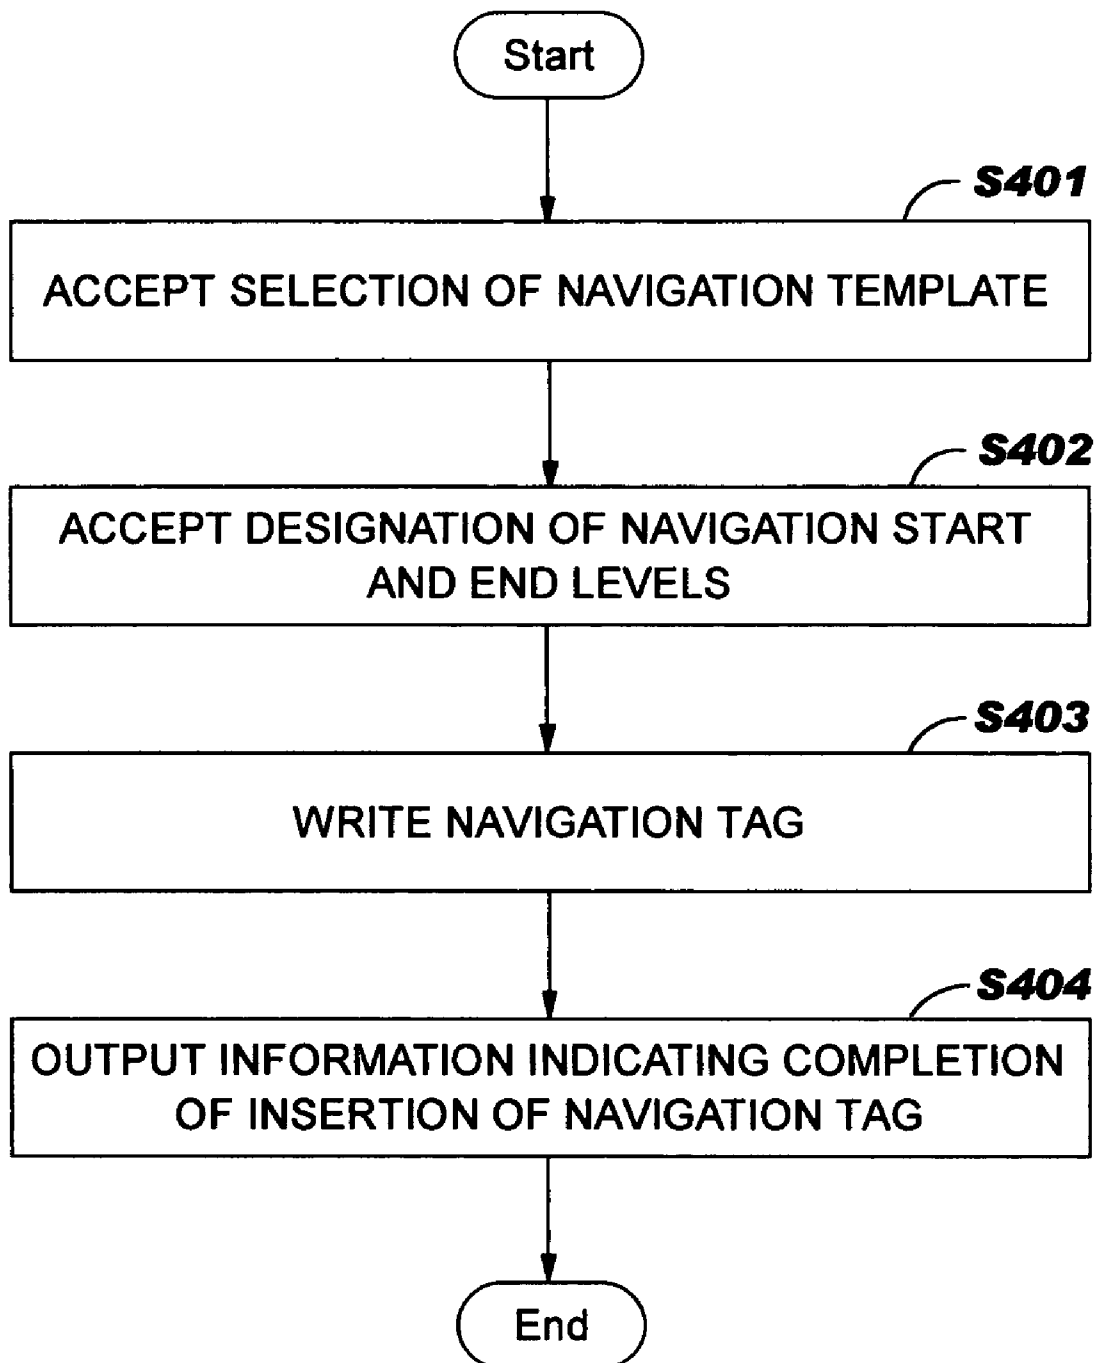 Start
S401
ACCEPT SELECTION OF NAVIGATION TEMPLATE
S402
ACCEPT DESIGNATION OF NAVIGATION START
AND END LEVELS
S403
WRITE NAVIGATION TAG
S404
OUTPUT INFORMATION INDICATING COMPLETION
OF INSERTION OF NAVIGATION TAG
End